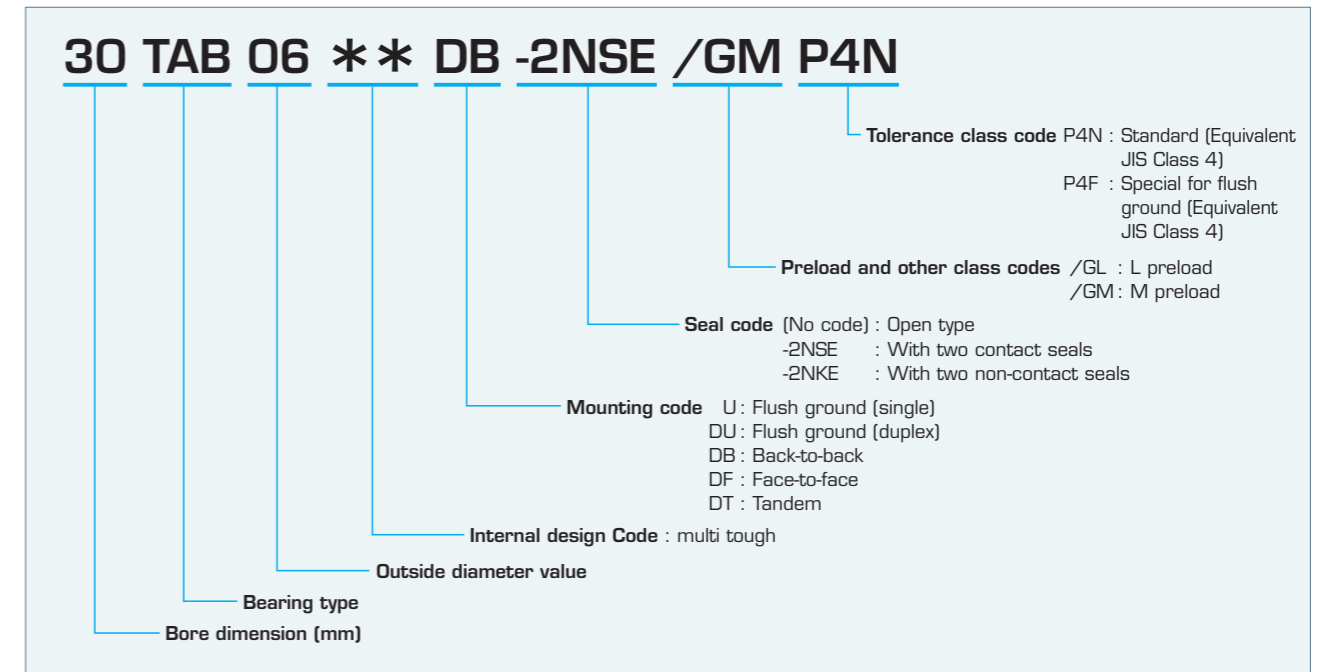 30 TAB 06 ** DB -2NSE /GM P4N
Tolerance class code P4N : Standard (Equivalent
JIS Class 4)
P4F : Special for flush
ground (Equivalent
JIS Class 4)
Preload and other class codes /GL : L preload
/GM : M preload
Seal code (No code) : Open type
-2NSE : With two contact seals
-2NKE : With two non-contact seals
Mounting code U : Flush ground (single)
DU : Flush ground (duplex)
DB : Back-to-back
DF : Face-to-face
DT : Tandem
Internal design Code : multi tough
Outside diameter value
Bearing type
Bore dimension (mm)